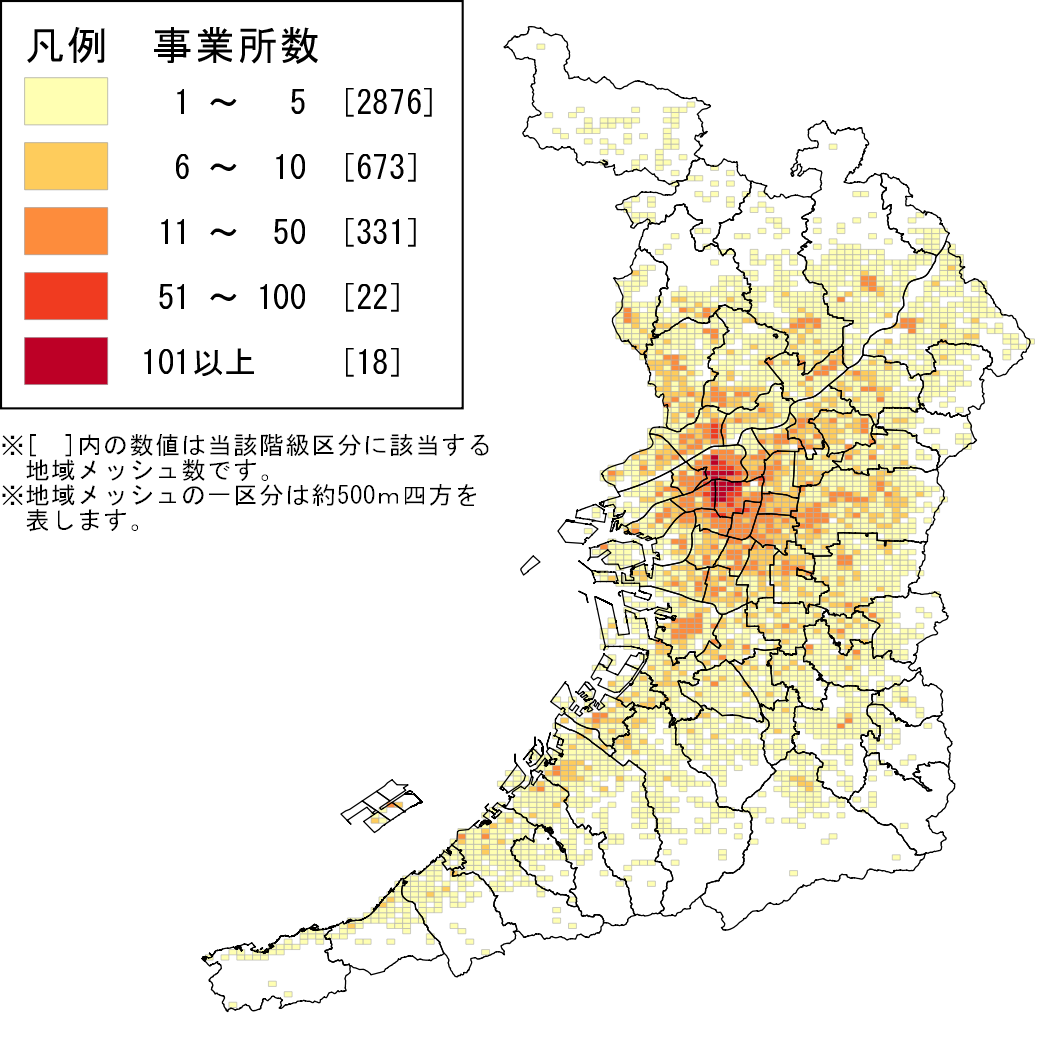 凡例 事業所数
1 ～ 5 [2876]
6 ～ 10 [673]
11 ～ 50 [331]
51 ～ 100 [22]
101以上 [18]
※[ ]内の数値は当該階級区分に該当する
地域メッシュ数です。
※地域メッシュの一区分は約500m四方を
表します。